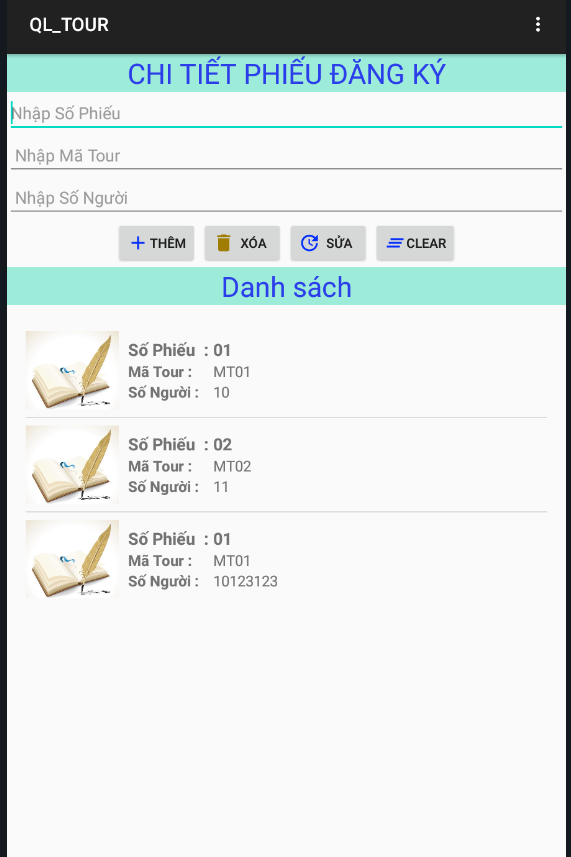 QL_TOUR
CHI TIẾT PHIẾU ĐĂNG KÝ
Nhập Số Phiếu
Nhập Mã Tour
Nhập Số Người
THÊM XÓA SỬA CLEAR
Danh sách
Số Phiếu : 01
Mã Tour : MT01
Số Người : 10
Số Phiếu : 02
Mã Tour : MT02
Số Người : 11
Số Phiếu : 01
Mã Tour : MT01
Số Người : 10123123